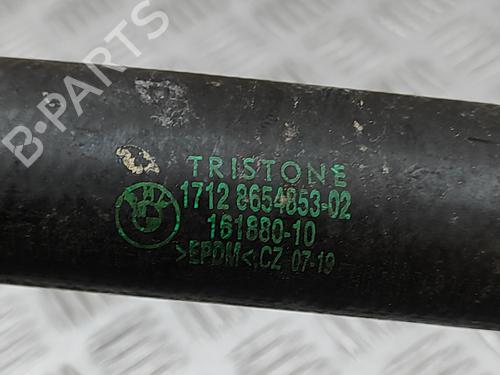 B-PARTS
TRISTONE
1712 8654853-02
161880-10
>EPDM<,CZ 07-19